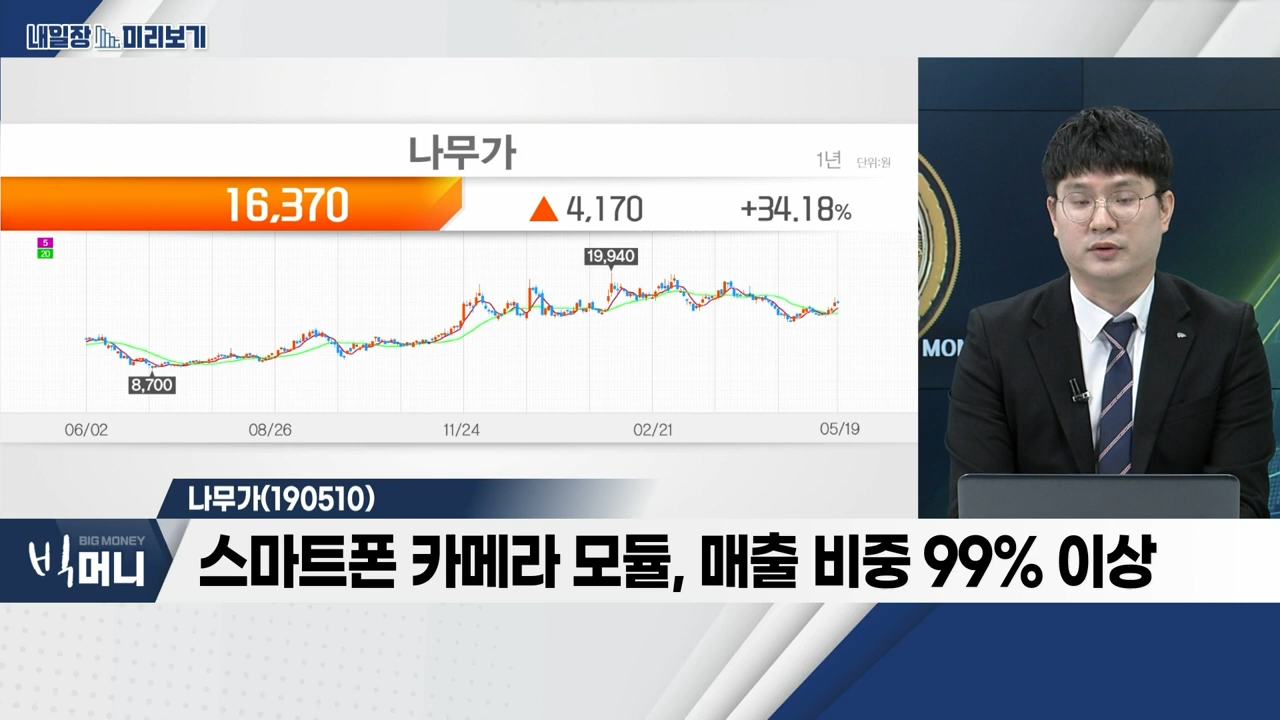 내일장 미리보기
나무가
1년 단위:원
16,370 ▲ 4,170 +34.18%
5
20
19,940
8,700
06/02 08/26 11/24 02/21 05/19
MON
나무가(190510)
빅머니 BIG MONEY
스마트폰 카메라 모듈, 매출 비중 99% 이상